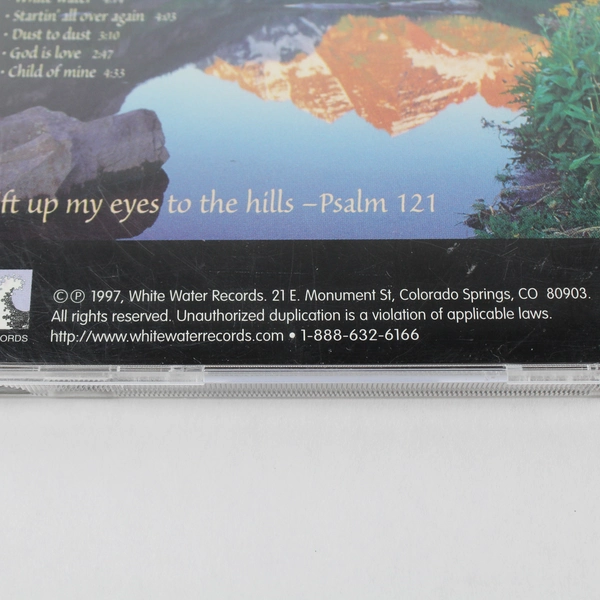 • Startin' all over again 4:03
• Dust to dust 3:10
• God is love 2:47
• Child of mine 4:33
ft up my eyes to the hills –Psalm 121
©℗ 1997, White Water Records. 21 E. Monument St, Colorado Springs, CO 80903.
All rights reserved. Unauthorized duplication is a violation of applicable laws.
ORDS
http://www.whitewaterrecords.com • 1-888-632-6166